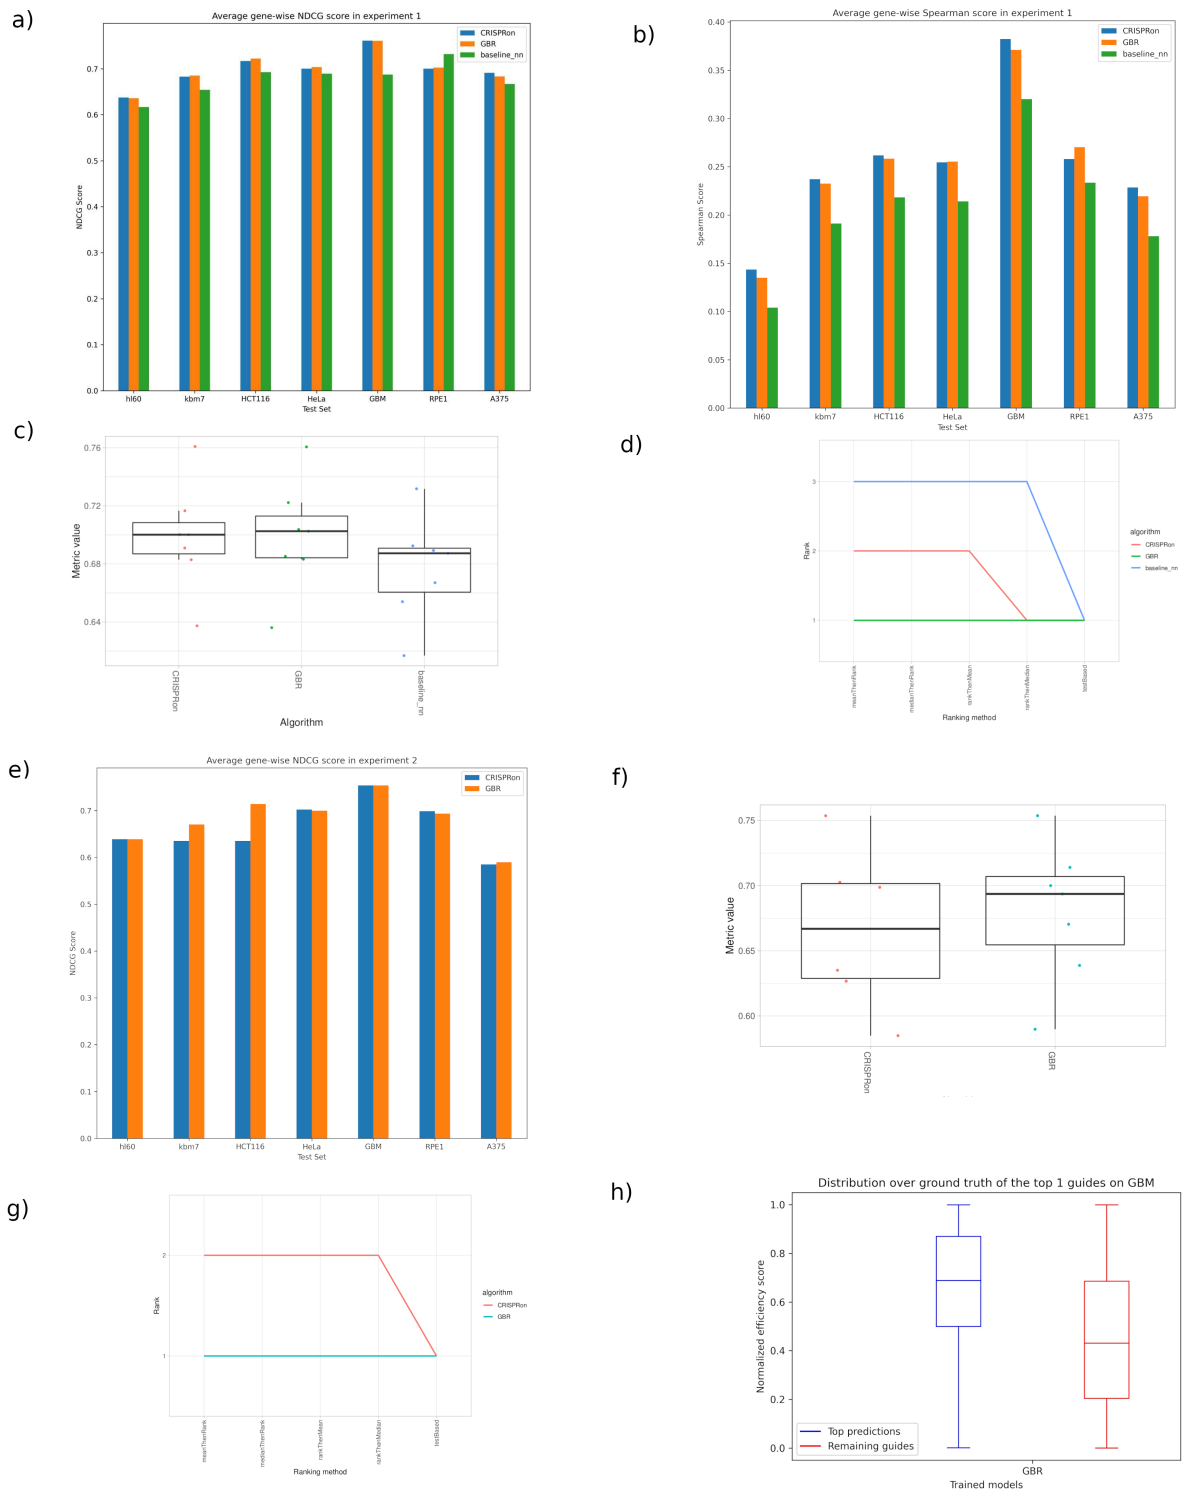 a)
Average gene-wise NDCG score in experiment 1
CRISPRon
GBR
baseline_nn
NDCG Score
0.7
0.6
0.5
0.4
0.3
0.2
0.1
0.0
hl60 kbm7 HCT116 HeLa GBM RPE1 A375
Test Set
b)
Average gene-wise Spearman score in experiment 1
CRISPRon
GBR
baseline_nn
Spearman Score
0.40
0.35
0.30
0.25
0.20
0.15
0.10
0.05
0.00
hl60 kbm7 HCT116 HeLa GBM RPE1 A375
Test Set
c)
Metric value
0.76
0.72
0.68
0.64
CRISPRon GBR baseline_nn
Algorithm
d)
Rank
3
2
1
algorithm
CRISPRon
GBR
baseline_nn
meanThenRank medianThenRank rankThenMean rankThenMedian testBased
Ranking method
e)
Average gene-wise NDCG score in experiment 2
CRISPRon
GBR
NDCG Score
0.7
0.6
0.5
0.4
0.3
0.2
0.1
0.0
hl60 kbm7 HCT116 HeLa GBM RPE1 A375
Test Set
f)
Metric value
0.75
0.70
0.65
0.60
CRISPRon GBR
g)
Rank
2
1
algorithm
CRISPRon
GBR
meanThenRank medianThenRank rankThenMean rankThenMedian testBased
Ranking method
h)
Distribution over ground truth of the top 1 guides on GBM
Normalized efficiency score
1.0
0.8
0.6
0.4
0.2
0.0
Top predictions
Remaining guides
GBR
Trained models